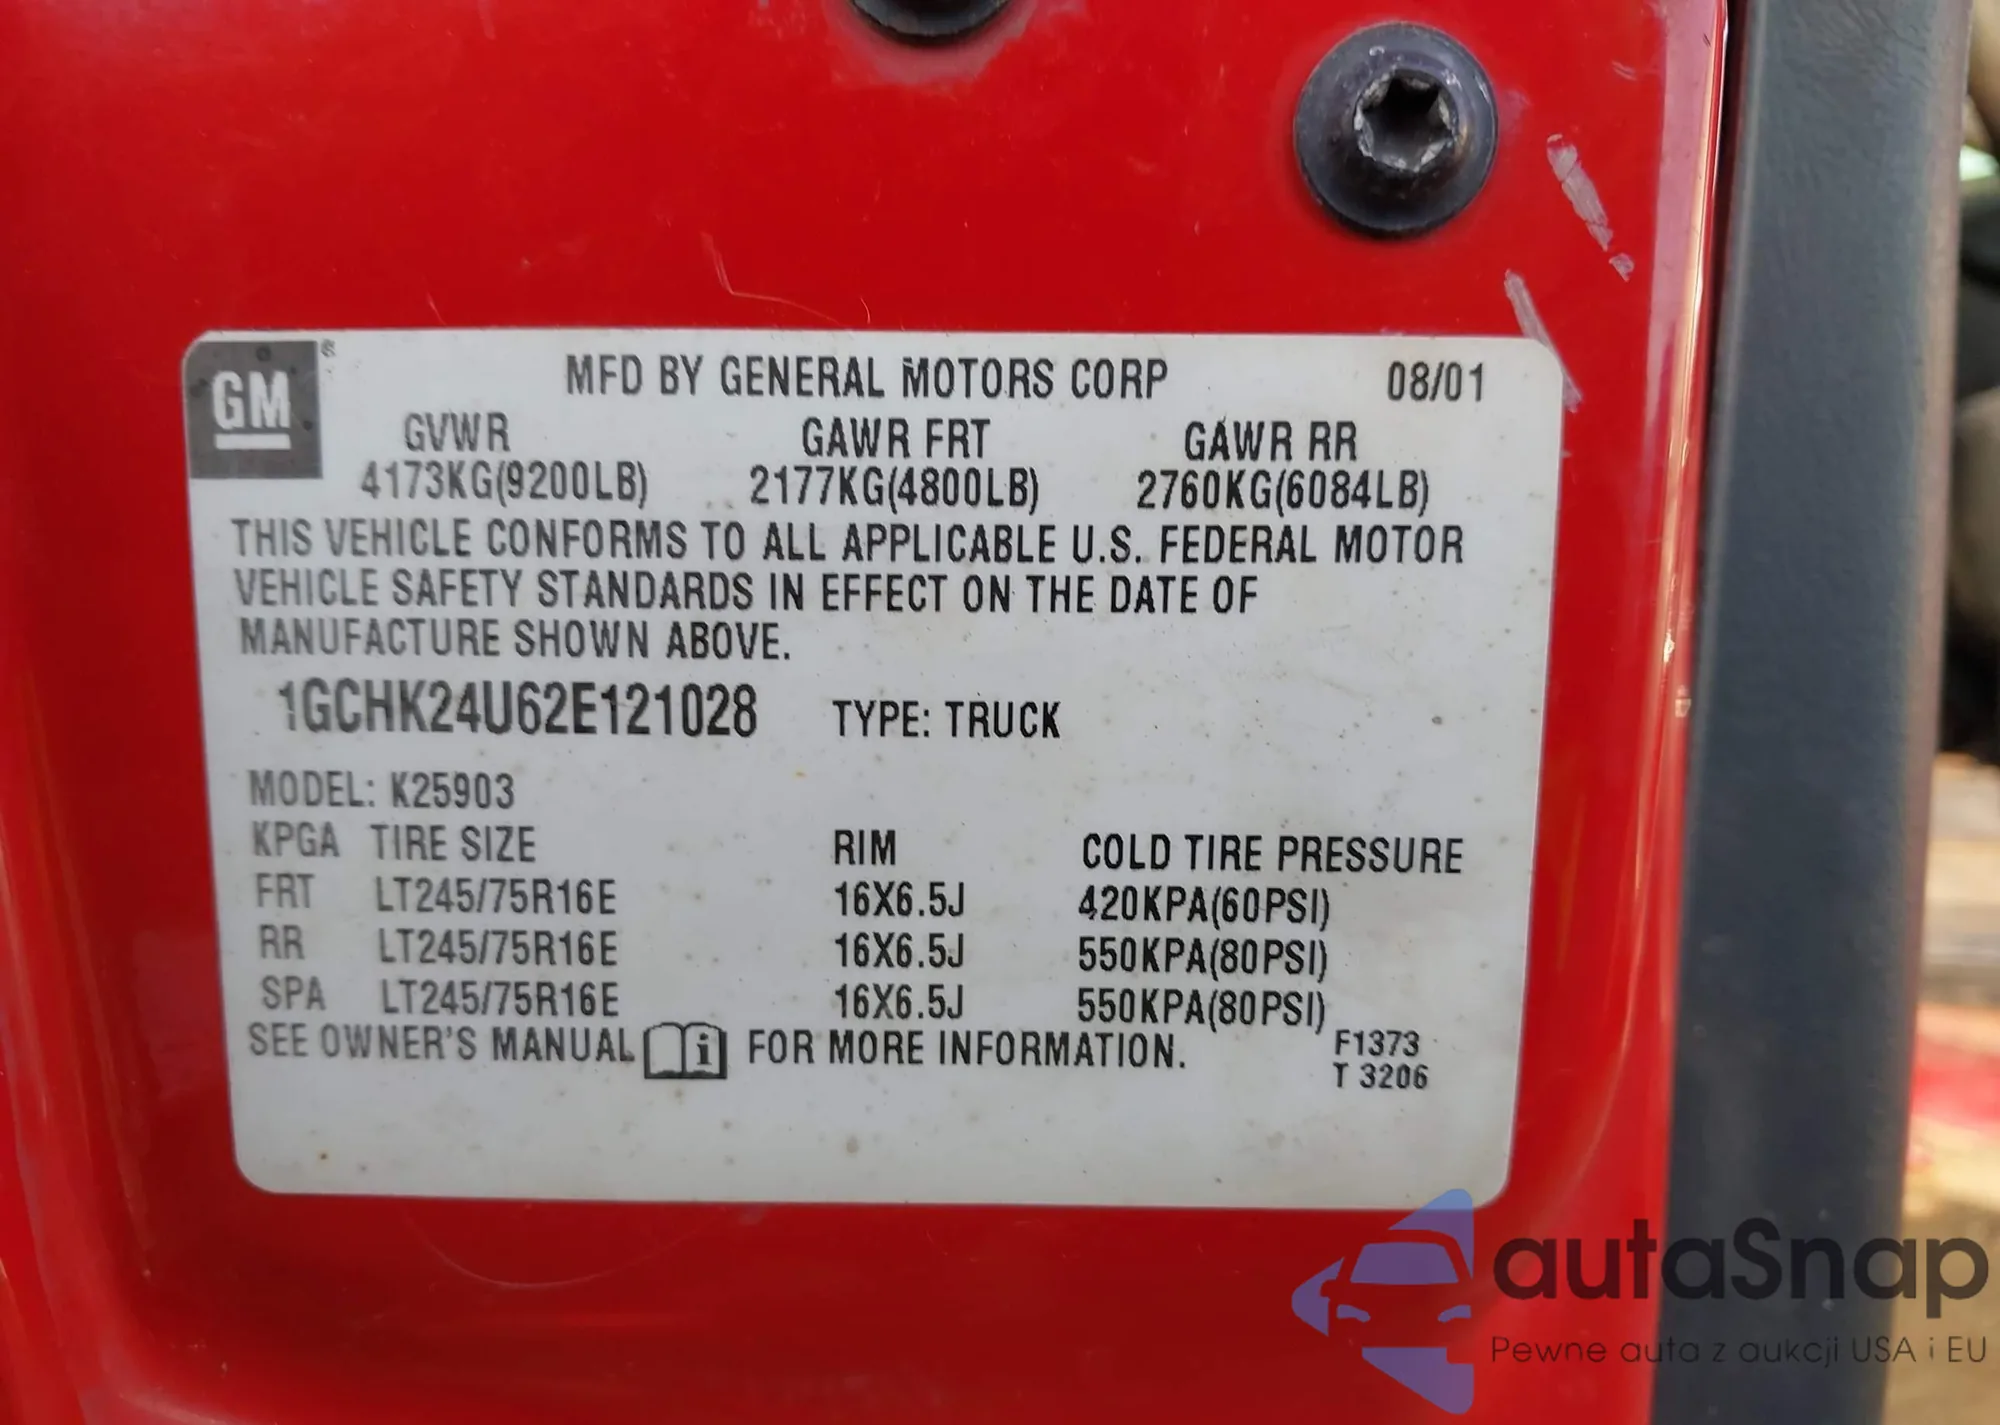 GM ®
MFD BY GENERAL MOTORS CORP 08/01
GVWR GAWR FRT GAWR RR
4173KG(9200LB) 2177KG(4800LB) 2760KG(6084LB)
THIS VEHICLE CONFORMS TO ALL APPLICABLE U.S. FEDERAL MOTOR
VEHICLE SAFETY STANDARDS IN EFFECT ON THE DATE OF
MANUFACTURE SHOWN ABOVE.
1GCHK24U62E121028 TYPE: TRUCK
MODEL: K25903
KPGA TIRE SIZE RIM COLD TIRE PRESSURE
FRT LT245/75R16E 16X6.5J 420KPA(60PSI)
RR LT245/75R16E 16X6.5J 550KPA(80PSI)
SPA LT245/75R16E 16X6.5J 550KPA(80PSI)
SEE OWNER'S MANUAL i FOR MORE INFORMATION.
F1373
T 3206
autaSnap
Pewne auta z aukcji USA i EU